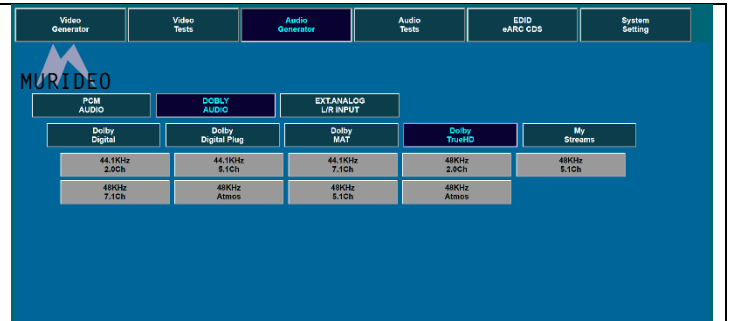 Video Video Audio Audio EDID System
Generator Tests Generator Tests eARC CDS Setting
MURIDEO
PCM DOBLY EXT.ANALOG
AUDIO AUDIO L/R INPUT
Dolby Dolby Dolby Dolby My
Digital Digital Plug MAT TrueHD Streams
44.1KHz 44.1KHz 44.1KHz 48KHz 48KHz
2.0Ch 5.1Ch 7.1Ch 2.0Ch 5.1Ch
48KHz 48KHz 48KHz 48KHz
7.1Ch Atmos 5.1Ch Atmos